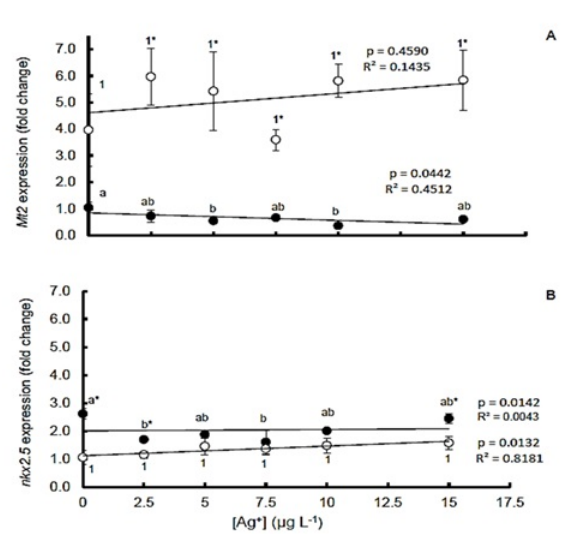 A
7.0
6.0
5.0
4.0
3.0
2.0
1.0
0.0
Mt2 expression (fold change)
1
1*
1*
1*
1*
1*
p = 0.4590
R² = 0.1435
p = 0.0442
R² = 0.4512
a
ab
b
ab
b
ab
B
7.0
6.0
5.0
4.0
3.0
2.0
1.0
0.0
nkx2.5 expression (fold change)
a*
b*
ab
b
ab
ab*
p = 0.0142
R² = 0.0043
p = 0.0132
R² = 0.8181
1
1
1
1
1
1
0
2.5
5
7.5
10
15
17.5
[Ag⁺] (µg L⁻¹)